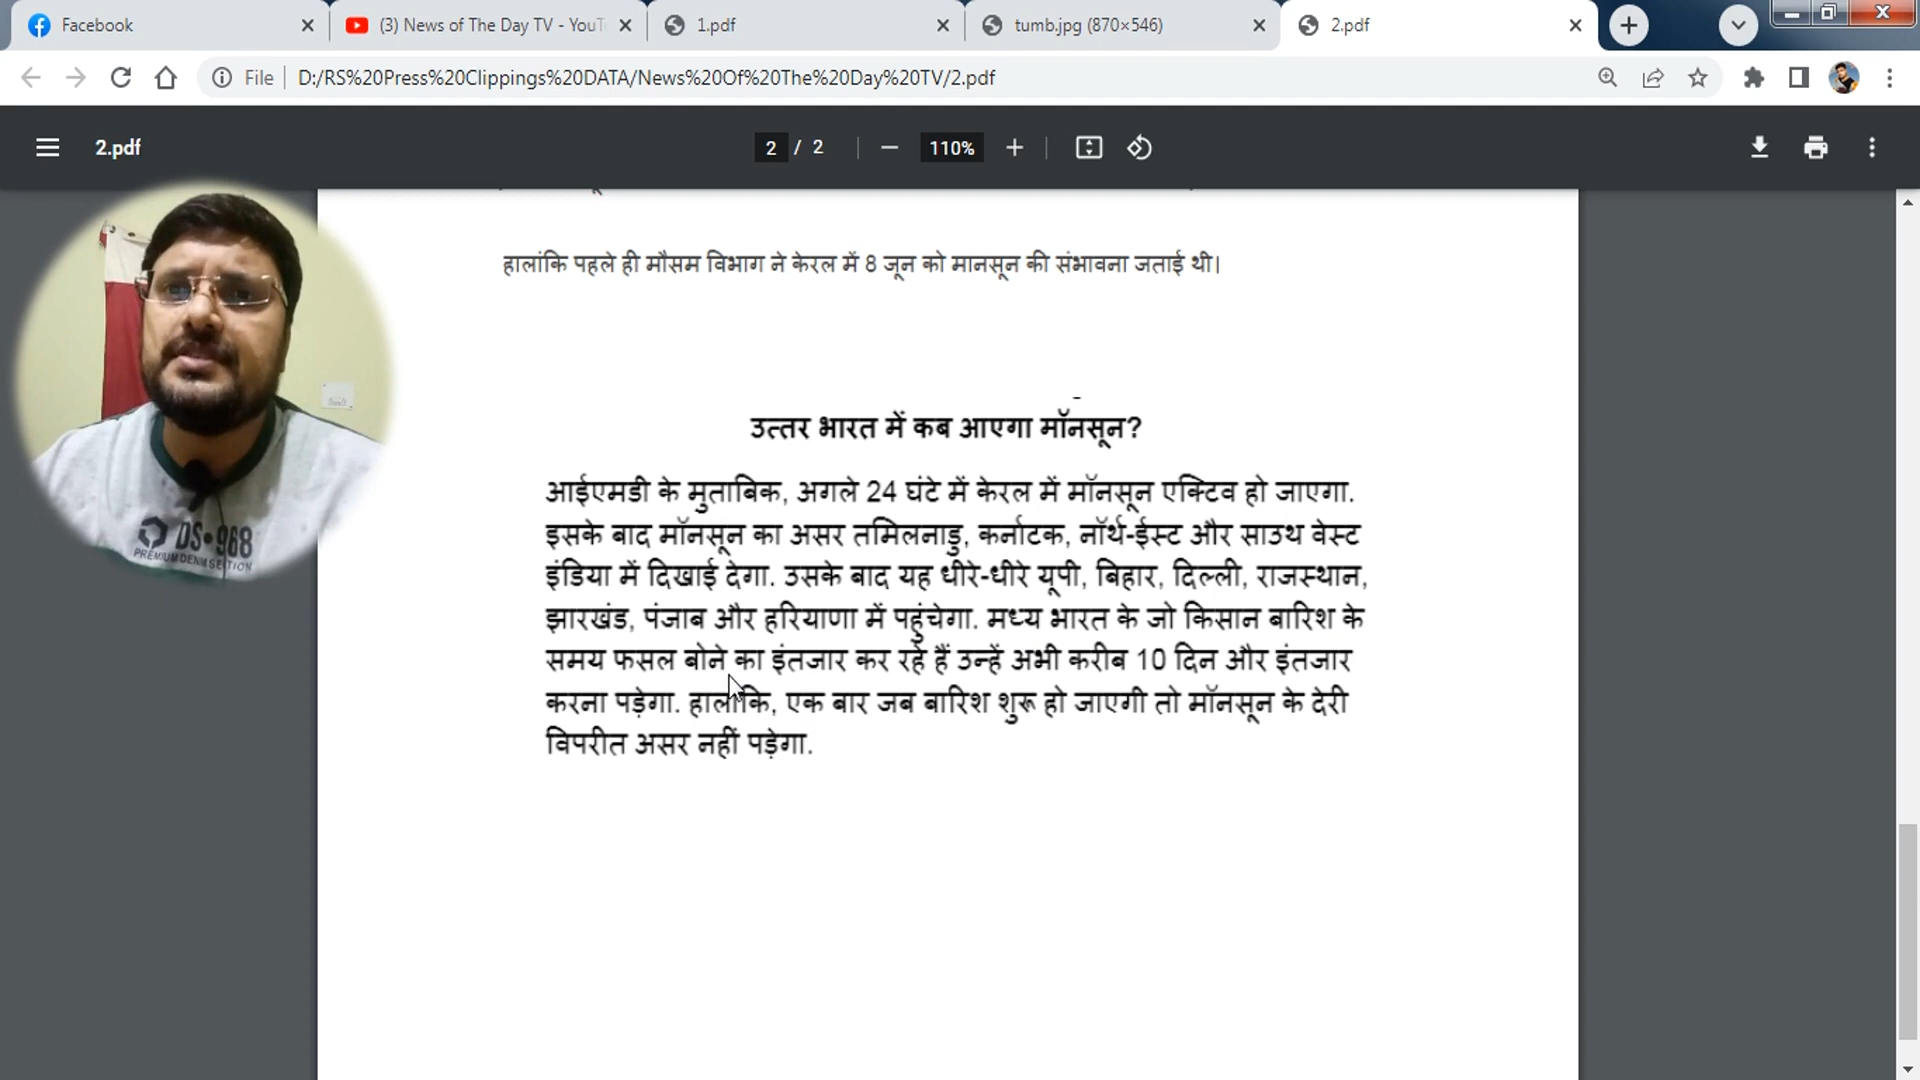 Facebook
(3) News of The Day TV - YouT
1.pdf
tumb.jpg (870×546)
2.pdf
File
D:/RS%20Press%20Clippings%20DATA/News%20Of%20The%20Day%20TV/2.pdf
2.pdf
2 / 2
110%
हालांकि पहले ही मौसम विभाग ने केरल में 8 जून को मानसून की संभावना जताई थी।
उत्तर भारत में कब आएगा मॉनसून?
आईएमडी के मुताबिक, अगले 24 घंटे में केरल में मॉनसून एक्टिव हो जाएगा.
इसके बाद मॉनसून का असर तमिलनाडु, कर्नाटक, नॉर्थ-ईस्ट और साउथ वेस्ट
इंडिया में दिखाई देगा. उसके बाद यह धीरे-धीरे यूपी, बिहार, दिल्ली, राजस्थान,
झारखंड, पंजाब और हरियाणा में पहुंचेगा. मध्य भारत के जो किसान बारिश के
समय फसल बोने का इंतजार कर रहे हैं उन्हें अभी करीब 10 दिन और इंतजार
करना पड़ेगा. हालांकि, एक बार जब बारिश शुरू हो जाएगी तो मॉनसून के देरी
विपरीत असर नहीं पड़ेगा.
DS•968
PREMIUM DENIM SECTION